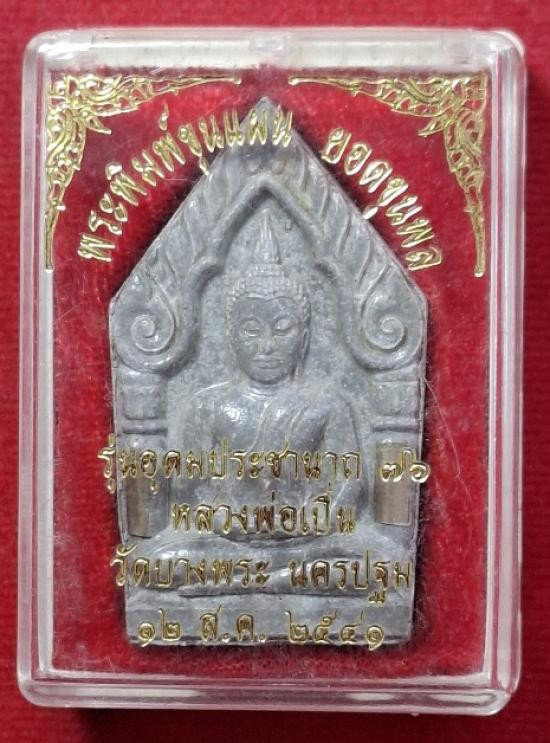 พระพิมพ์ขุนแผน ยอดขุนพล
รุ่นอุดมประชานาถ ๗๖
หลวงพ่อเปิ่น
วัดบางพระ นครปฐม
๑๒ ส.ค. ๒๕๔๑